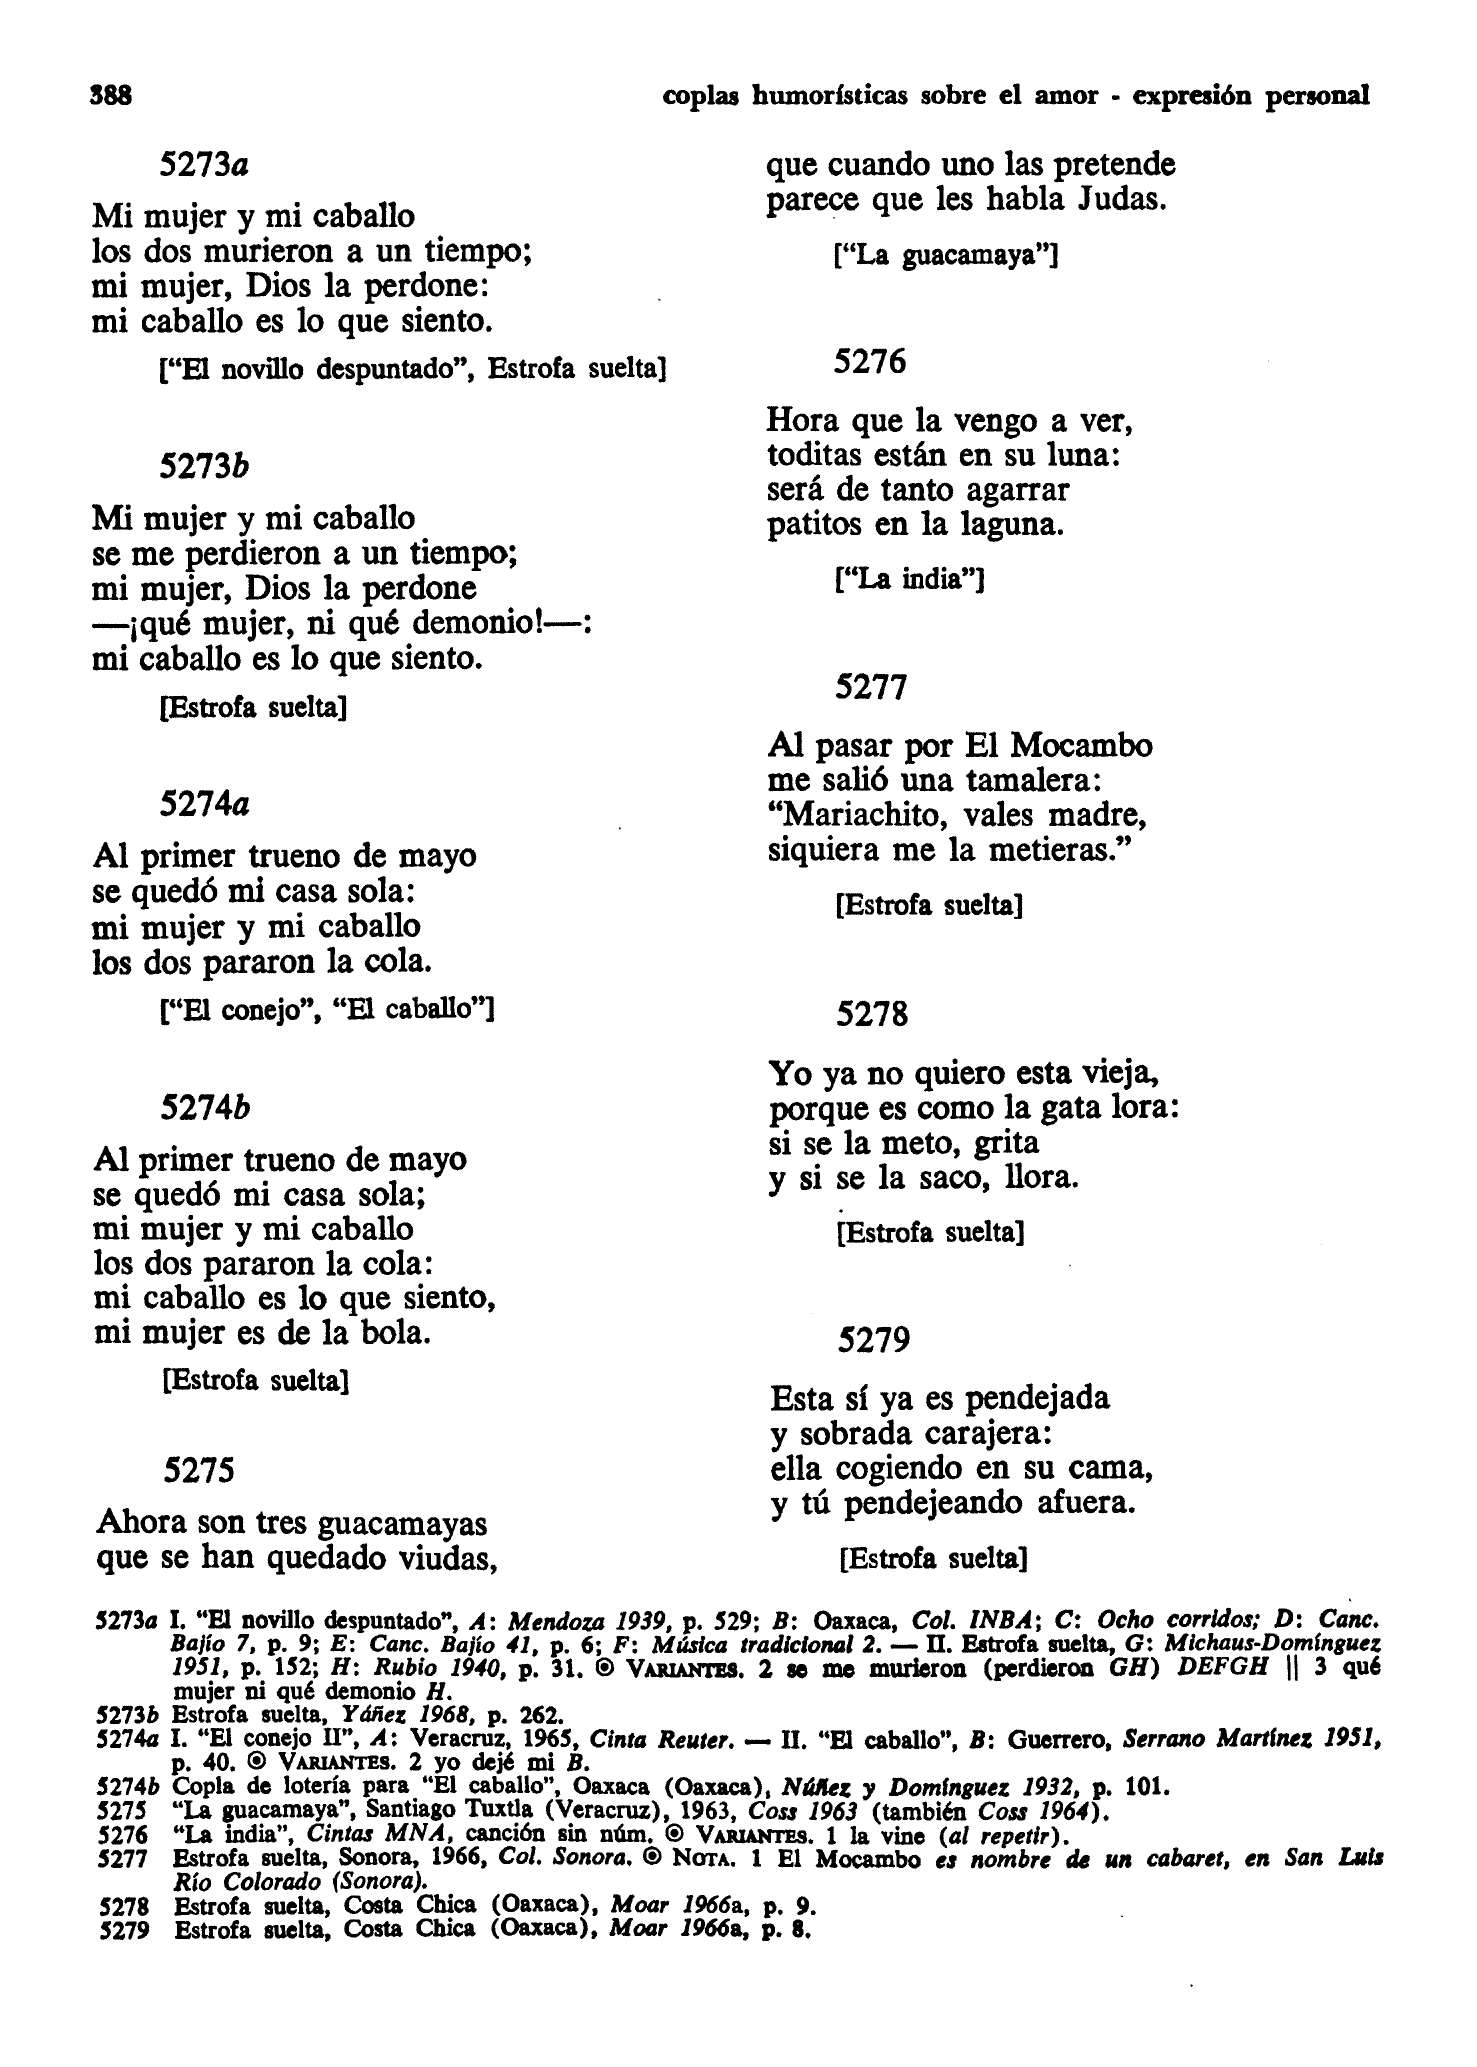 388
coplas humorísticas sobre el amor - expresión personal
5273a
Mi mujer y mi caballo
los dos murieron a un tiempo;
mi mujer, Dios la perdone:
mi caballo es lo que siento.
[“El novillo despuntado”, Estrofa suelta]
5273b
Mi mujer y mi caballo
se me perdieron a un tiempo;
mi mujer, Dios la perdone
—¡qué mujer, ni qué demonio!—:
mi caballo es lo que siento.
[Estrofa suelta]
5274a
Al primer trueno de mayo
se quedó mi casa sola:
mi mujer y mi caballo
los dos pararon la cola.
[“El conejo”, “El caballo”]
5274b
Al primer trueno de mayo
se quedó mi casa sola;
mi mujer y mi caballo
los dos pararon la cola:
mi caballo es lo que siento,
mi mujer es de la bola.
[Estrofa suelta]
5275
Ahora son tres guacamayas
que se han quedado viudas,
que cuando uno las pretende
parece que les habla Judas.
[“La guacamaya”]
5276
Hora que la vengo a ver,
toditas están en su luna:
será de tanto agarrar
patitos en la laguna.
[“La india”]
5277
Al pasar por El Mocambo
me salió una tamalera:
“Mariachito, vales madre,
siquiera me la metieras.”
[Estrofa suelta]
5278
Yo ya no quiero esta vieja,
porque es como la gata lora:
si se la meto, grita
y si se la saco, llora.
[Estrofa suelta]
5279
Esta sí ya es pendejada
y sobrada carajera:
ella cogiendo en su cama,
y tú pendejeando afuera.
[Estrofa suelta]
5273a I. “El novillo despuntado”, A: Mendoza 1939, p. 529; B: Oaxaca, Col. INBA; C: Ocho corridos; D: Canc.
Bajío 7, p. 9; E: Canc. Bajío 41, p. 6; F: Música tradicional 2. — II. Estrofa suelta, G: Michaus-Domínguez
1951, p. 152; H: Rubio 1940, p. 31. ⊙ VARIANTES. 2 se me murieron (perdieron GH) DEFGH || 3 qué
mujer ni qué demonio H.
5273b Estrofa suelta, Yáñez 1968, p. 262.
5274a I. “El conejo II”, A: Veracruz, 1965, Cinta Reuter. — II. “El caballo”, B: Guerrero, Serrano Martínez 1951,
p. 40. ⊙ VARIANTES. 2 yo dejé mi B.
5274b Copla de lotería para “El caballo”, Oaxaca (Oaxaca), Núñez y Domínguez 1932, p. 101.
5275 “La guacamaya”, Santiago Tuxtla (Veracruz), 1963, Coss 1963 (también Coss 1964).
5276 “La india”, Cintas MNA, canción sin núm. ⊙ VARIANTES. 1 la vine (al repetir).
5277 Estrofa suelta, Sonora, 1966, Col. Sonora. ⊙ NOTA. 1 El Mocambo es nombre de un cabaret, en San Luis
Río Colorado (Sonora).
5278 Estrofa suelta, Costa Chica (Oaxaca), Moar 1966a, p. 9.
5279 Estrofa suelta, Costa Chica (Oaxaca), Moar 1966a, p. 8.